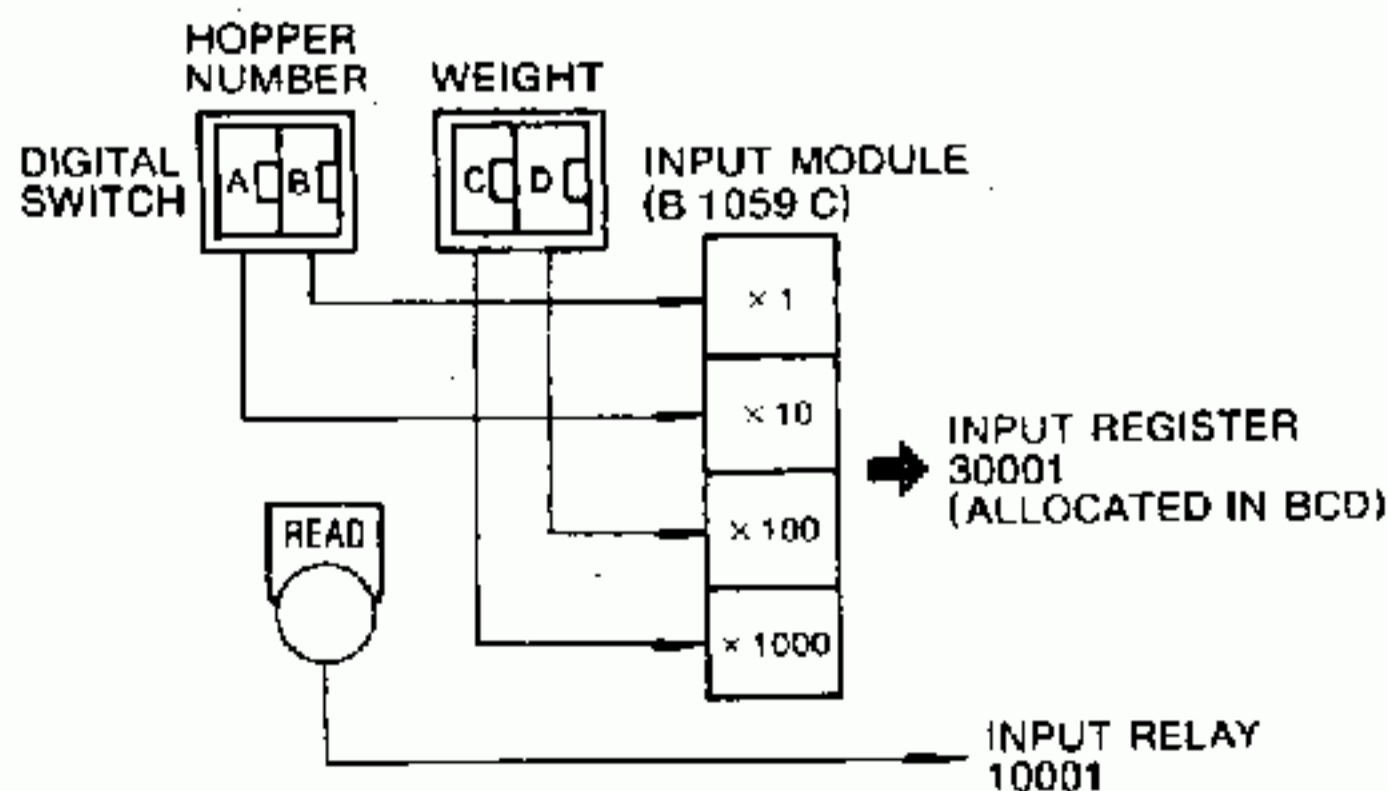 HOPPER
NUMBER
WEIGHT
DIGITAL
SWITCH
A B
C D
INPUT MODULE
(B 1059 C)
× 1
× 10
× 100
× 1000
INPUT REGISTER
30001
(ALLOCATED IN BCD)
READ
INPUT RELAY
10001